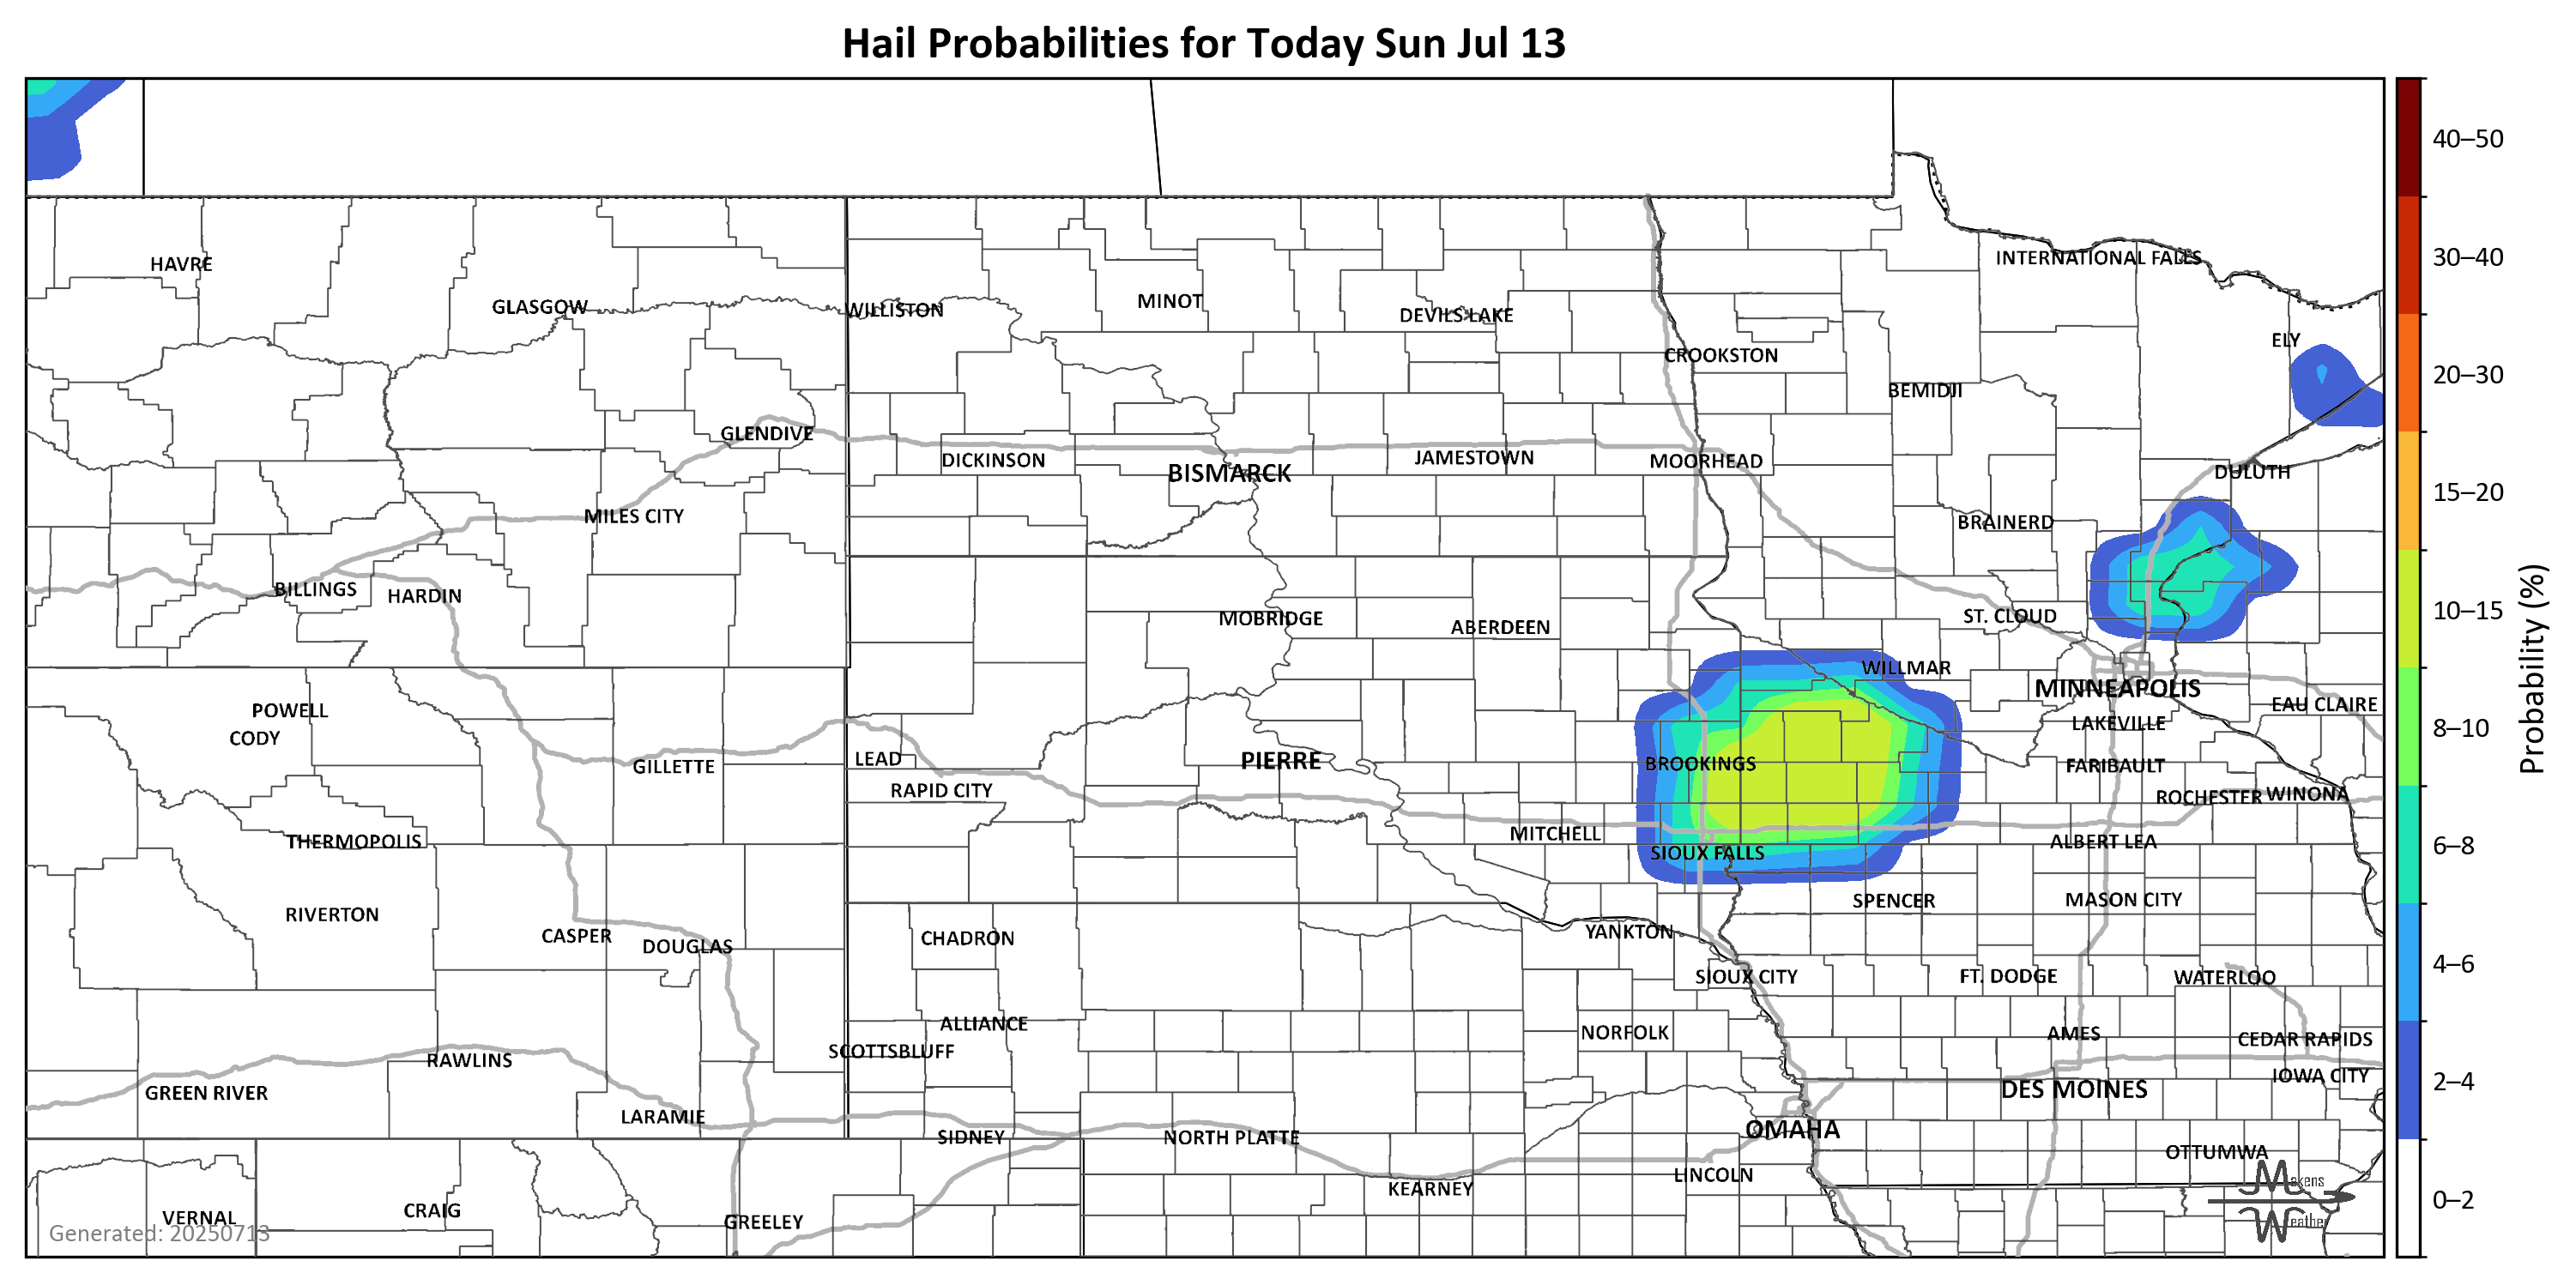 Hail Probabilities for Today Sun Jul 13
HAVRE
INTERNATIONAL FALLS
GLASGOW
WILLISTON
MINOT
DEVILS LAKE
ELY
CROOKSTON
BEMIDJI
GLENDIVE
DICKINSON
BISMARCK
JAMESTOWN
MOORHEAD
DULUTH
MILES CITY
BRAINERD
BILLINGS
HARDIN
MOBRIDGE
ABERDEEN
ST. CLOUD
WILLMAR
MINNEAPOLIS
POWELL
EAU CLAIRE
CODY
LAKEVILLE
GILLETTE
LEAD
PIERRE
BROOKINGS
FARIBAULT
RAPID CITY
ROCHESTER
WINONA
THERMOPOLIS
MITCHELL
SIOUX FALLS
ALBERT LEA
RIVERTON
SPENCER
MASON CITY
CASPER
DOUGLAS
CHADRON
YANKTON
SIOUX CITY
FT. DODGE
WATERLOO
ALLIANCE
NORFOLK
AMES
CEDAR RAPIDS
RAWLINS
SCOTTSBLUFF
GREEN RIVER
DES MOINES
IOWA CITY
LARAMIE
SIDNEY
NORTH PLATTE
OMAHA
OTTUMWA
LINCOLN
KEARNEY
VERNAL
CRAIG
GREELEY
Generated: 20250713
Makens
Weather
40–50
30–40
20–30
15–20
10–15
8–10
6–8
4–6
2–4
0–2
Probability (%)